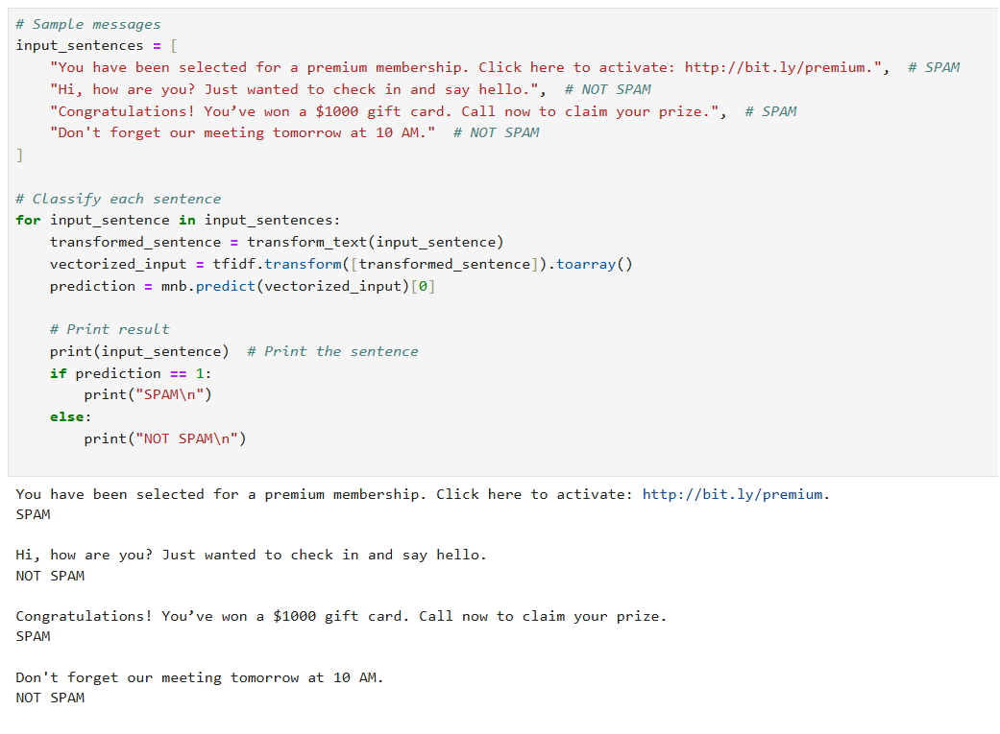 # Sample messages
input_sentences = [
    "You have been selected for a premium membership. Click here to activate: http://bit.ly/premium.",  # SPAM
    "Hi, how are you? Just wanted to check in and say hello.",  # NOT SPAM
    "Congratulations! You’ve won a $1000 gift card. Call now to claim your prize.",  # SPAM
    "Don't forget our meeting tomorrow at 10 AM."  # NOT SPAM
]
# Classify each sentence
for input_sentence in input_sentences:
    transformed_sentence = transform_text(input_sentence)
    vectorized_input = tfidf.transform([transformed_sentence]).toarray()
    prediction = mnb.predict(vectorized_input)[0]
    # Print result
    print(input_sentence)  # Print the sentence
    if prediction == 1:
        print("SPAM\n")
    else:
        print("NOT SPAM\n")
You have been selected for a premium membership. Click here to activate: http://bit.ly/premium.
SPAM
Hi, how are you? Just wanted to check in and say hello.
NOT SPAM
Congratulations! You’ve won a $1000 gift card. Call now to claim your prize.
SPAM
Don't forget our meeting tomorrow at 10 AM.
NOT SPAM